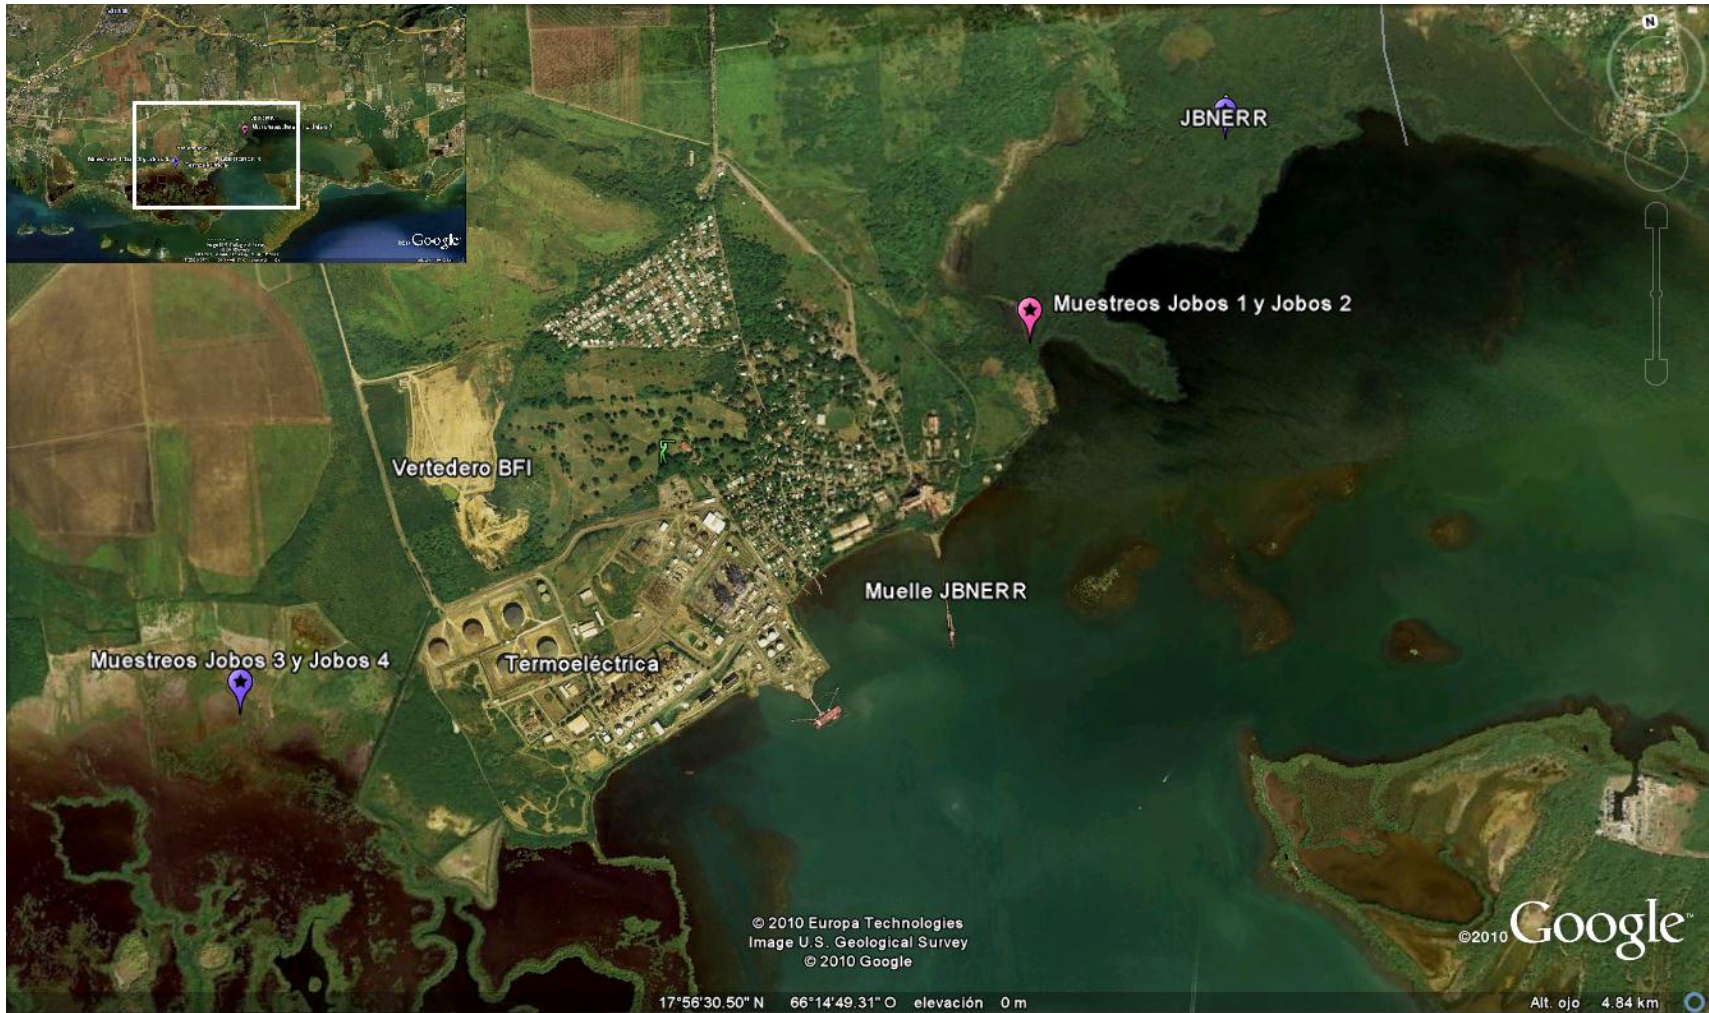 Google
N
JBNERR
Muestreos Jobos 1 y Jobos 2
Vertedero BFI
Muelle JBNERR
Muestreos Jobos 3 y Jobos 4
Termoeléctrica
© 2010 Europa Technologies
Image U.S. Geological Survey
© 2010 Google
©2010 Google
17°56'30.50" N 66°14'49.31" O elevación 0 m
Alt. ojo 4.84 km